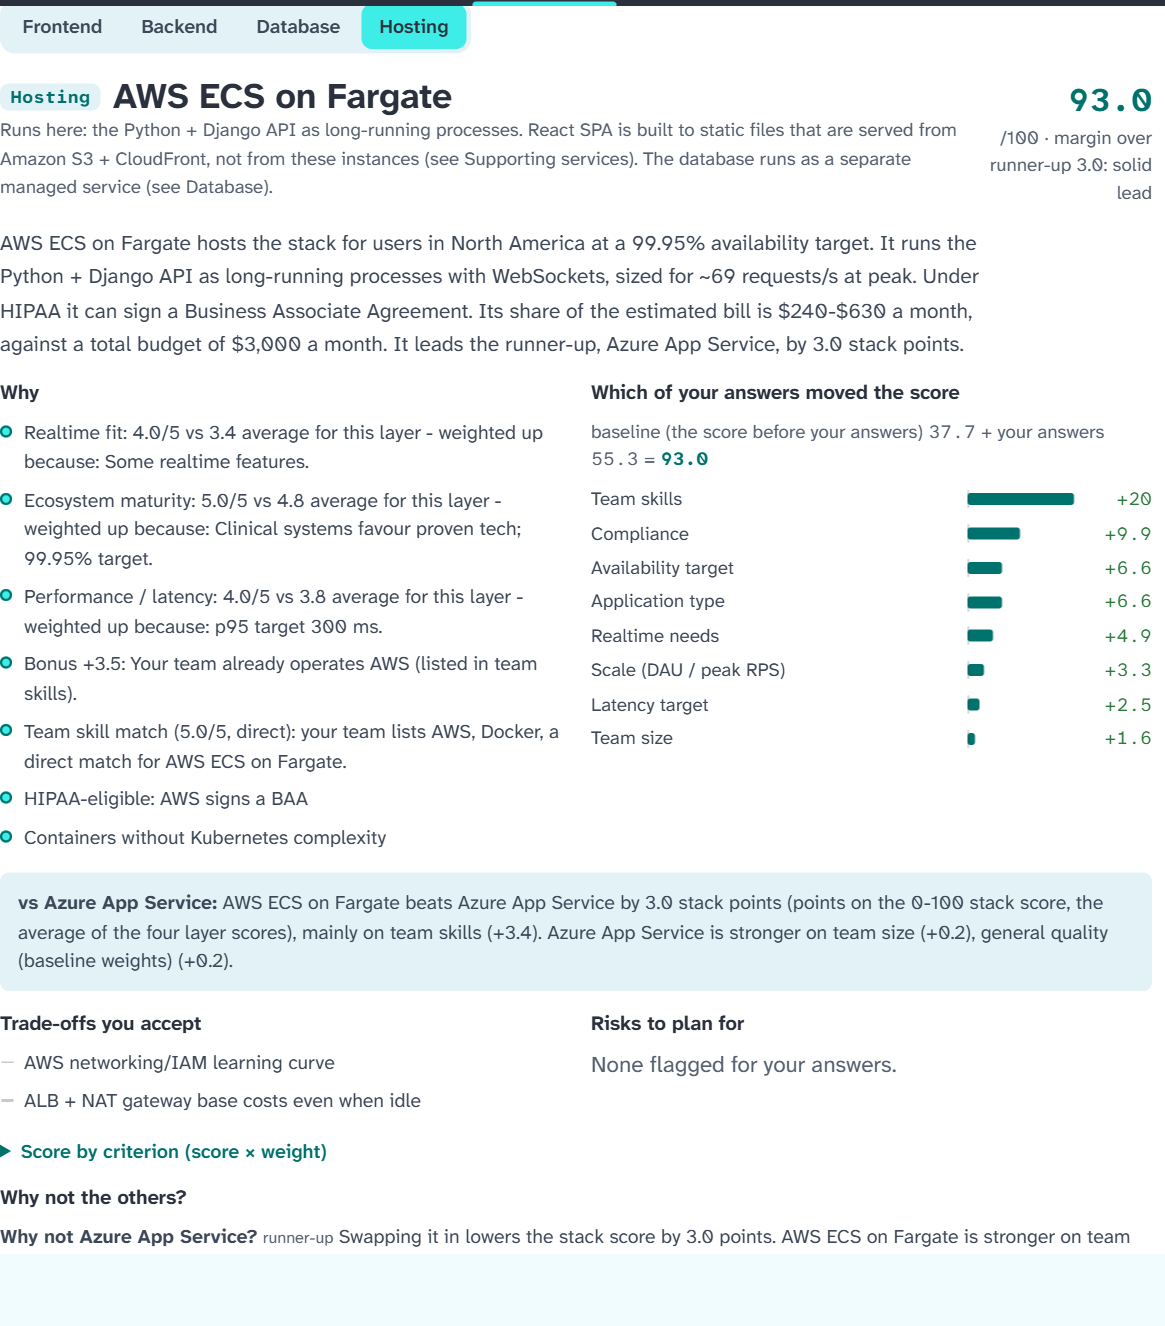 Frontend Backend Database Hosting
Hosting AWS ECS on Fargate
Runs here: the Python + Django API as long-running processes. React SPA is built to static files that are served from
Amazon S3 + CloudFront, not from these instances (see Supporting services). The database runs as a separate
managed service (see Database).
93.0
/100 · margin over
runner-up 3.0: solid
lead
AWS ECS on Fargate hosts the stack for users in North America at a 99.95% availability target. It runs the
Python + Django API as long-running processes with WebSockets, sized for ~69 requests/s at peak. Under
HIPAA it can sign a Business Associate Agreement. Its share of the estimated bill is $240-$630 a month,
against a total budget of $3,000 a month. It leads the runner-up, Azure App Service, by 3.0 stack points.
Why
Realtime fit: 4.0/5 vs 3.4 average for this layer - weighted up
because: Some realtime features.
Ecosystem maturity: 5.0/5 vs 4.8 average for this layer -
weighted up because: Clinical systems favour proven tech;
99.95% target.
Performance / latency: 4.0/5 vs 3.8 average for this layer -
weighted up because: p95 target 300 ms.
Bonus +3.5: Your team already operates AWS (listed in team
skills).
Team skill match (5.0/5, direct): your team lists AWS, Docker, a
direct match for AWS ECS on Fargate.
HIPAA-eligible: AWS signs a BAA
Containers without Kubernetes complexity
Which of your answers moved the score
baseline (the score before your answers) 37.7 + your answers
55.3 = 93.0
Team skills +20
Compliance +9.9
Availability target +6.6
Application type +6.6
Realtime needs +4.9
Scale (DAU / peak RPS) +3.3
Latency target +2.5
Team size +1.6
vs Azure App Service: AWS ECS on Fargate beats Azure App Service by 3.0 stack points (points on the 0-100 stack score, the
average of the four layer scores), mainly on team skills (+3.4). Azure App Service is stronger on team size (+0.2), general quality
(baseline weights) (+0.2).
Trade-offs you accept
AWS networking/IAM learning curve
ALB + NAT gateway base costs even when idle
Risks to plan for
None flagged for your answers.
Score by criterion (score × weight)
Why not the others?
Why not Azure App Service? runner-up Swapping it in lowers the stack score by 3.0 points. AWS ECS on Fargate is stronger on team